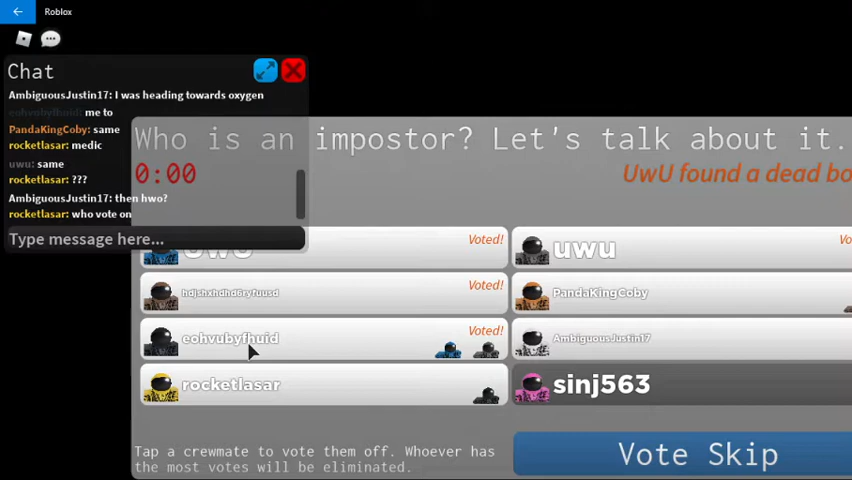 Roblox
Chat
AmbiguousJustin17: I was heading towards oxygen
eohvubyfhuid: me to
PandaKingCoby: same
rocketlasar: medic
uwu: same
rocketlasar: ???
AmbiguousJustin17: then hwo?
rocketlasar: who vote on
Type message here...
Who is an impostor? Let's talk about it.
0:00
UwU found a dead bo
UwU
Voted!
uwu
Vo
hdjshxhdhd6ryfuusd
Voted!
PandaKingCoby
eohvubyfhuid
Voted!
AmbiguousJustin17
rocketlasar
sinj563
Tap a crewmate to vote them off. Whoever has
the most votes will be eliminated.
Vote Skip